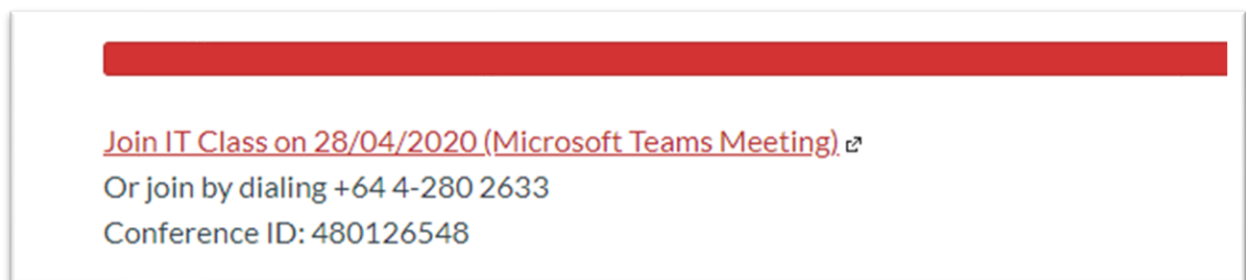 Join IT Class on 28/04/2020 (Microsoft Teams Meeting)
Or join by dialing +64 4-280 2633
Conference ID: 480126548